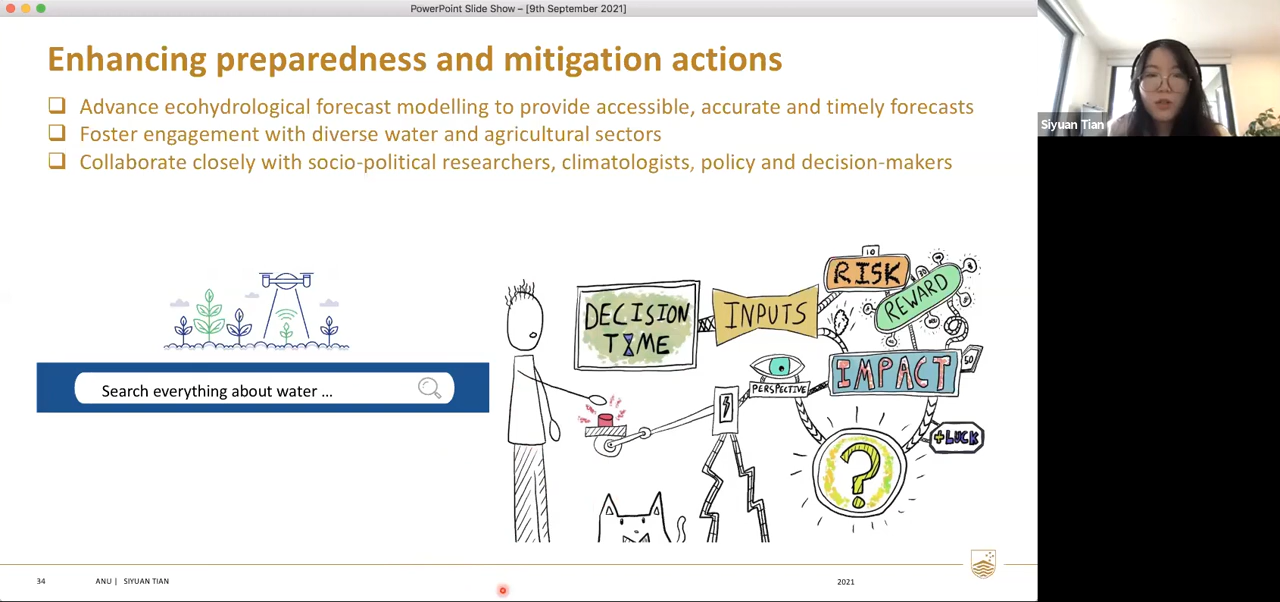 PowerPoint Slide Show – [9th September 2021]
Enhancing preparedness and mitigation actions
Advance ecohydrological forecast modelling to provide accessible, accurate and timely forecasts
Foster engagement with diverse water and agricultural sectors
Collaborate closely with socio-political researchers, climatologists, policy and decision-makers
Siyuan Tian
Search everything about water ...
DECISION
TIME
INPUTS
10
RISK
REWARD
PERSPECTIVE
IMPACT
50
+LUCK
?
34
ANU | SIYUAN TIAN
2021